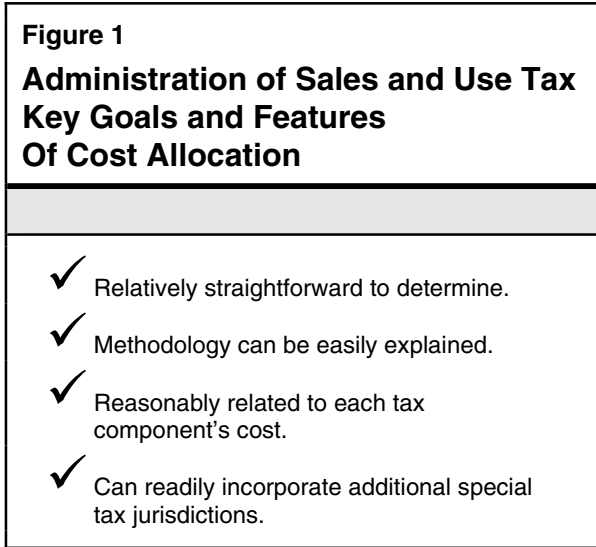 Figure 1
Administration of Sales and Use Tax
Key Goals and Features
Of Cost Allocation
Relatively straightforward to determine.
Methodology can be easily explained.
Reasonably related to each tax
component's cost.
Can readily incorporate additional special
tax jurisdictions.